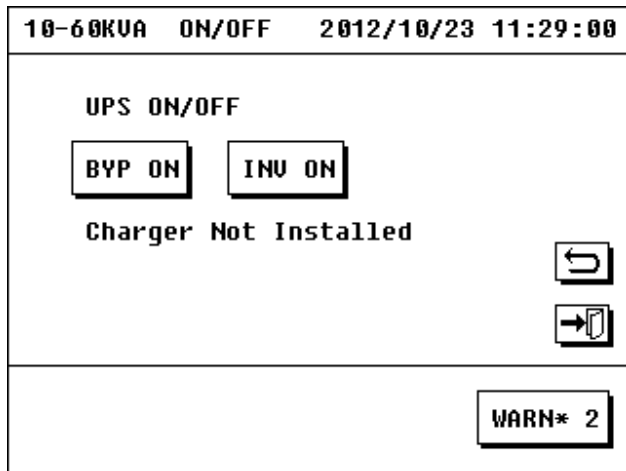 10-60KVA ON/OFF 2012/10/23 11:29:00
UPS ON/OFF
BYP ON INV ON
Charger Not Installed
WARN* 2